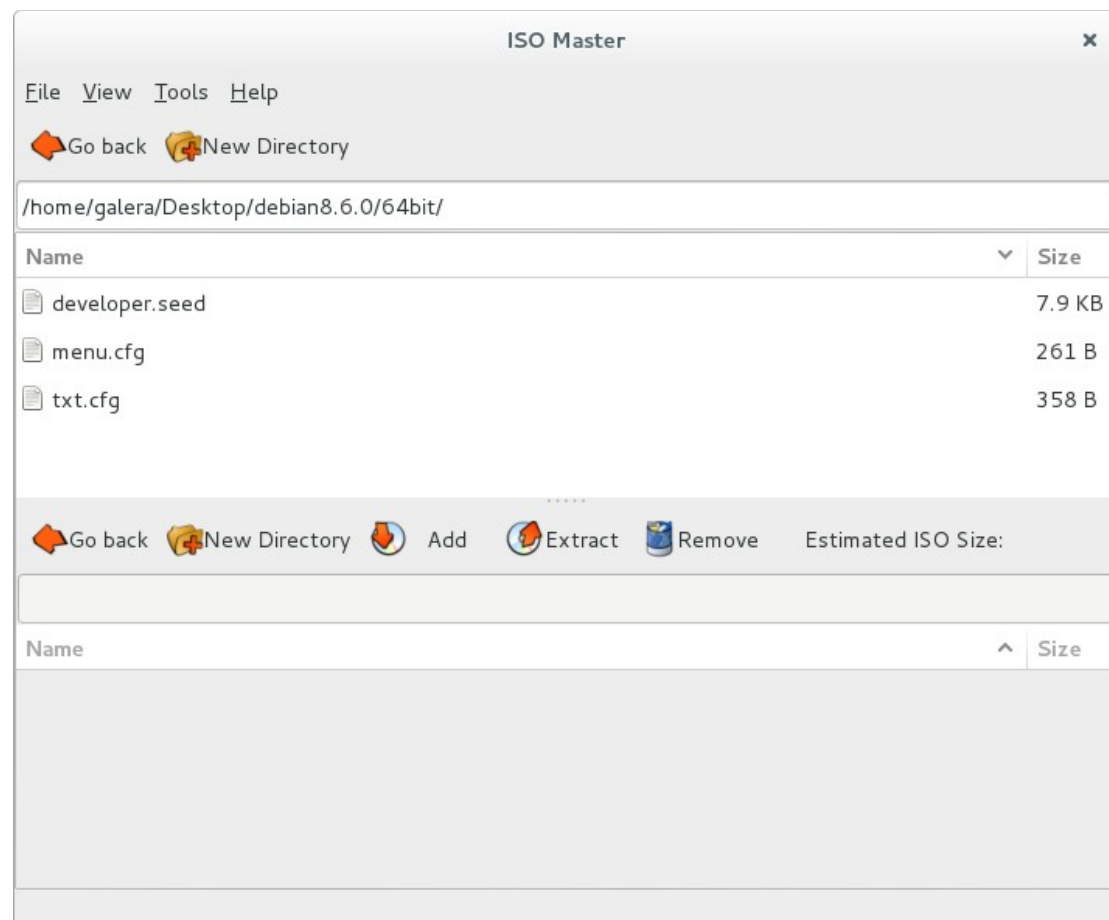 ISO Master
File View Tools Help
Go back New Directory
/home/galera/Desktop/debian8.6.0/64bit/
Name Size
developer.seed 7.9 KB
menu.cfg 261 B
txt.cfg 358 B
Go back New Directory Add Extract Remove Estimated ISO Size:
Name Size